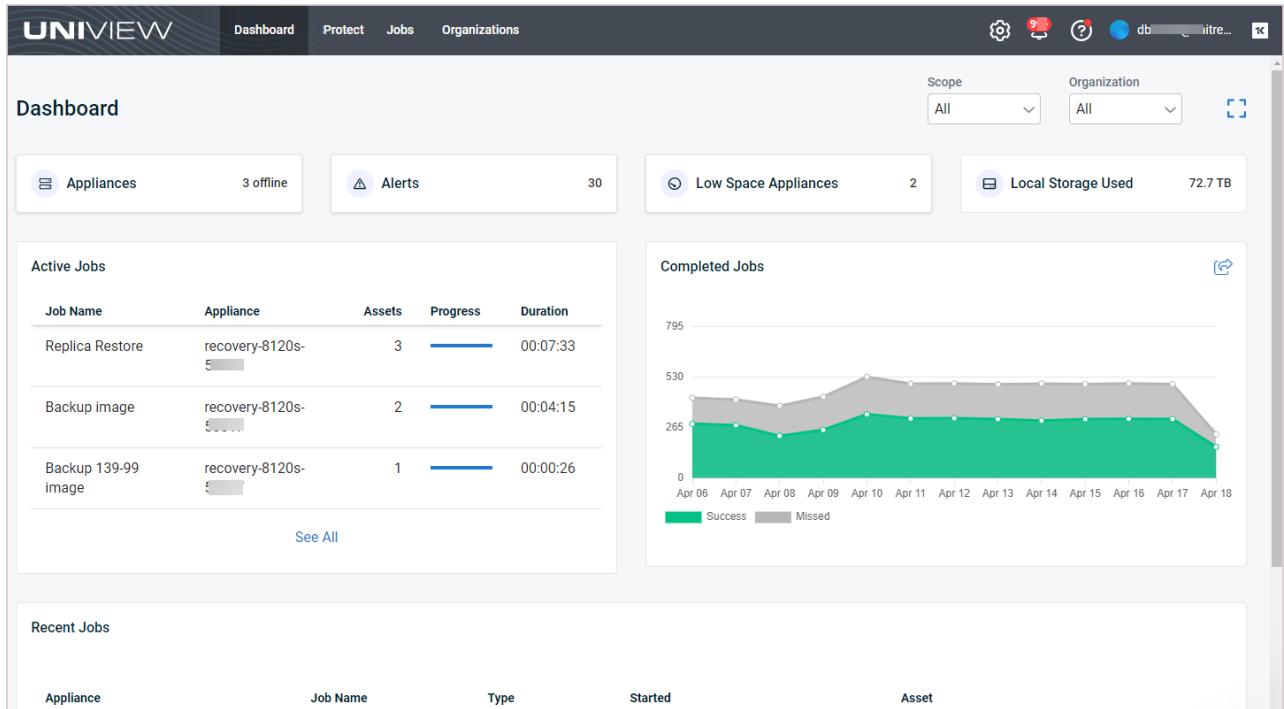 UNIVIEW Dashboard Protect Jobs Organizations
Dashboard
Scope
All
Organization
All
Appliances 3 offline
Alerts 30
Low Space Appliances 2
Local Storage Used 72.7 TB
Active Jobs
Job Name Appliance Assets Progress Duration
Replica Restore recovery-8120s- 3 00:07:33
Backup image recovery-8120s- 2 00:04:15
Backup 139-99 recovery-8120s- 1 00:00:26
image
See All
Completed Jobs
795
530
265
0
Apr 06 Apr 07 Apr 08 Apr 09 Apr 10 Apr 11 Apr 12 Apr 13 Apr 14 Apr 15 Apr 16 Apr 17 Apr 18
Success Missed
Recent Jobs
Appliance Job Name Type Started Asset